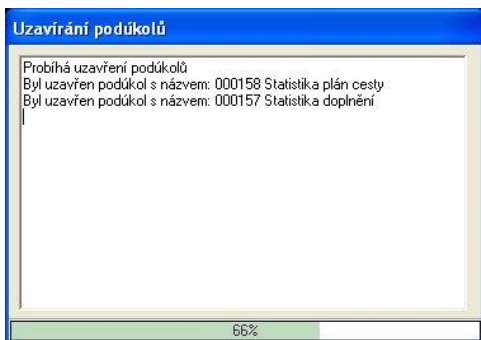 Uzavírání podúkolů
Probíhá uzavření podúkolů
Byl uzavřen podúkol s názvem: 000158 Statistika plán cesty
Byl uzavřen podúkol s názvem: 000157 Statistika doplnění
66%